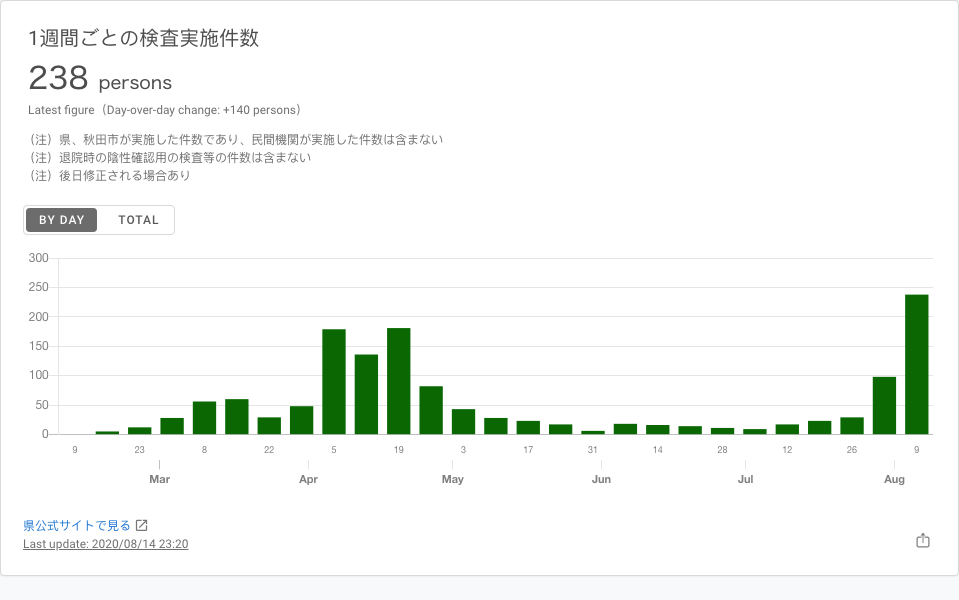 1週間ごとの検査実施件数
238 persons
Latest figure（Day-over-day change: +140 persons）
（注）県、秋田市が実施した件数であり、民間機関が実施した件数は含まない
（注）退院時の陰性確認用の検査等の件数は含まない
（注）後日修正される場合あり
BY DAY TOTAL
300
250
200
150
100
50
0
9 23 8 22 5 19 3 17 31 14 28 12 26 9
Mar Apr May Jun Jul Aug
県公式サイトで見る
Last update: 2020/08/14 23:20